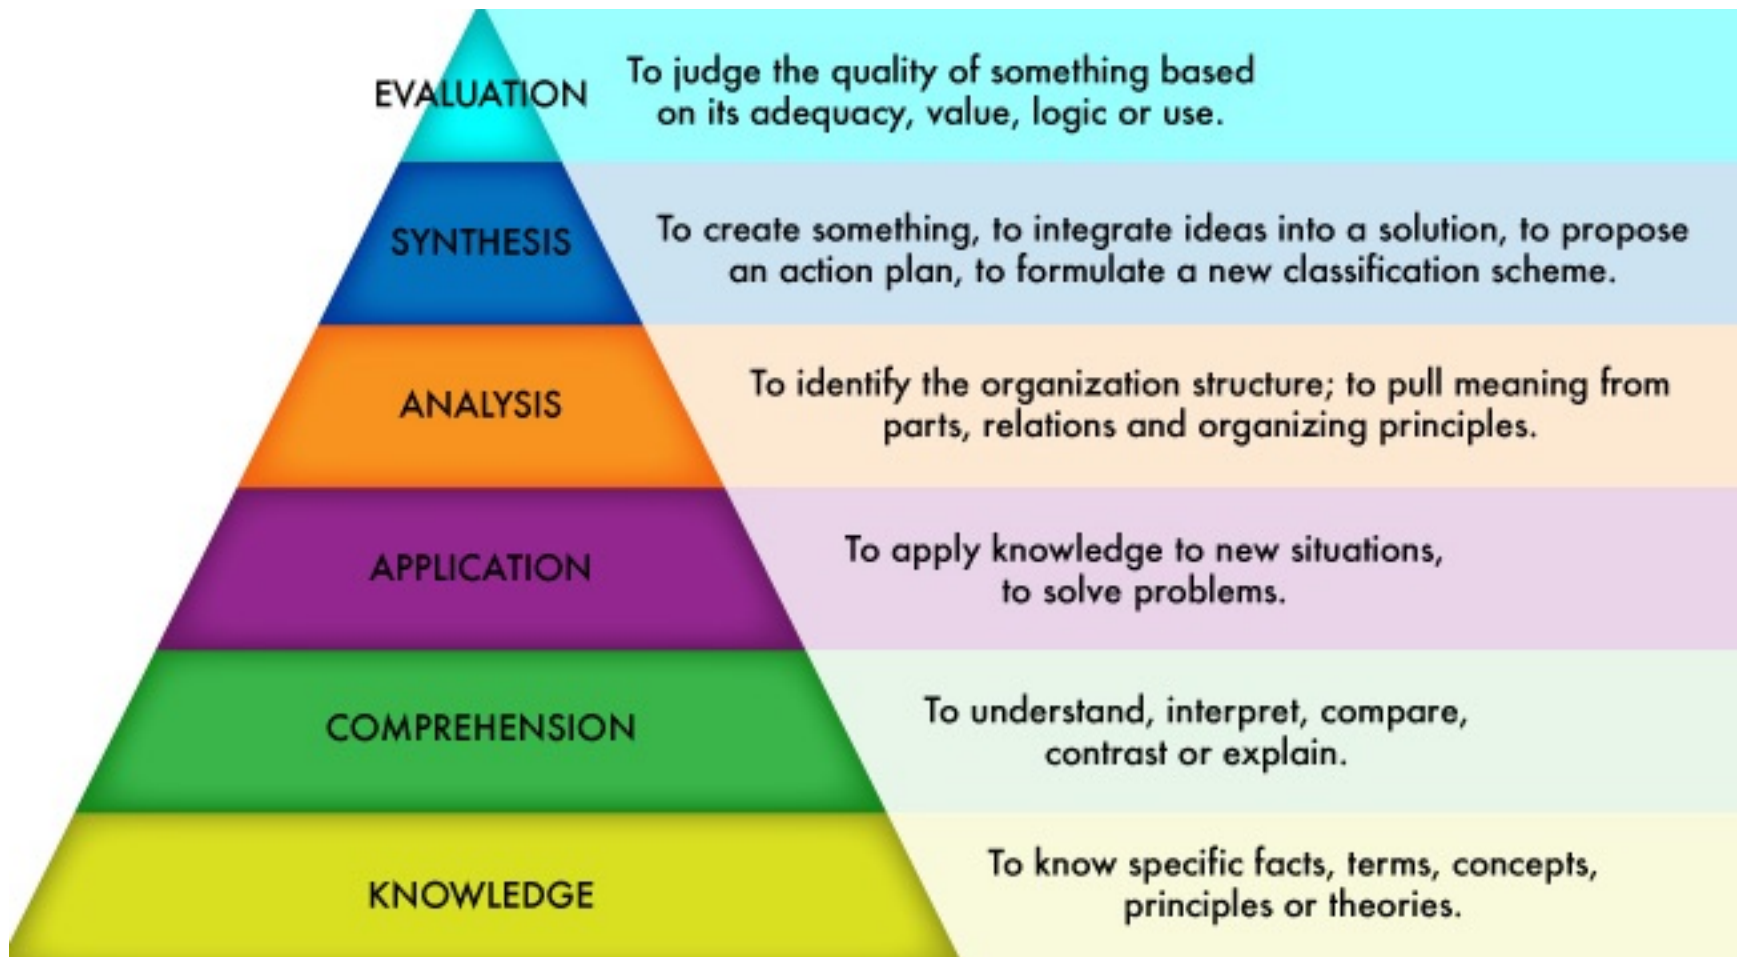 EVALUATION
To judge the quality of something based
on its adequacy, value, logic or use.
SYNTHESIS
To create something, to integrate ideas into a solution, to propose
an action plan, to formulate a new classification scheme.
ANALYSIS
To identify the organization structure; to pull meaning from
parts, relations and organizing principles.
APPLICATION
To apply knowledge to new situations,
to solve problems.
COMPREHENSION
To understand, interpret, compare,
contrast or explain.
KNOWLEDGE
To know specific facts, terms, concepts,
principles or theories.